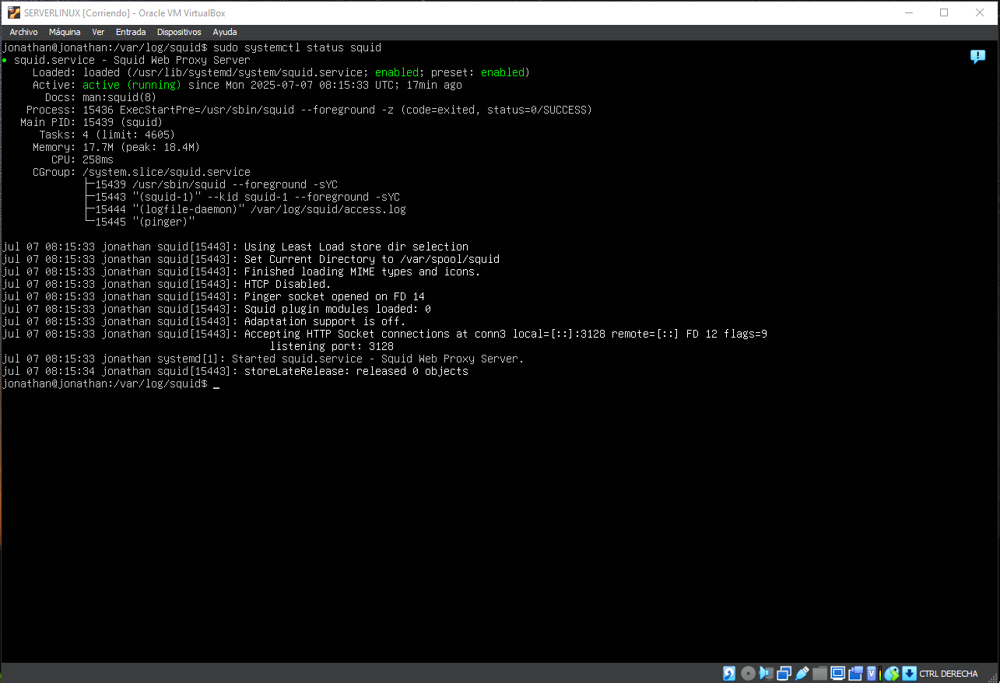 SERVERLINUX [Corriendo] - Oracle VM VirtualBox
Archivo Máquina Ver Entrada Dispositivos Ayuda
jonathan@jonathan:/var/log/squid$ sudo systemctl status squid
● squid.service - Squid Web Proxy Server
Loaded: loaded (/usr/lib/systemd/system/squid.service; enabled; preset: enabled)
Active: active (running) since Mon 2025-07-07 08:15:33 UTC; 17min ago
Docs: man:squid(8)
Process: 15436 ExecStartPre=/usr/sbin/squid --foreground -z (code=exited, status=0/SUCCESS)
Main PID: 15439 (squid)
Tasks: 4 (limit: 4605)
Memory: 17.7M (peak: 18.4M)
CPU: 258ms
CGroup: /system.slice/squid.service
├─15439 /usr/sbin/squid --foreground -sYC
├─15443 "(squid-1)" --kid squid-1 --foreground -sYC
├─15444 "(logfile-daemon)" /var/log/squid/access.log
└─15445 "(pinger)"
jul 07 08:15:33 jonathan squid[15443]: Using Least Load store dir selection
jul 07 08:15:33 jonathan squid[15443]: Set Current Directory to /var/spool/squid
jul 07 08:15:33 jonathan squid[15443]: Finished loading MIME types and icons.
jul 07 08:15:33 jonathan squid[15443]: HTCP Disabled.
jul 07 08:15:33 jonathan squid[15443]: Pinger socket opened on FD 14
jul 07 08:15:33 jonathan squid[15443]: Squid plugin modules loaded: 0
jul 07 08:15:33 jonathan squid[15443]: Adaptation support is off.
jul 07 08:15:33 jonathan squid[15443]: Accepting HTTP Socket connections at conn3 local=[::]:3128 remote=[::] FD 12 flags=9
listening port: 3128
jul 07 08:15:33 jonathan systemd[1]: Started squid.service - Squid Web Proxy Server.
jul 07 08:15:34 jonathan squid[15443]: storeLateRelease: released 0 objects
jonathan@jonathan:/var/log/squid$ _
CTRL DERECHA